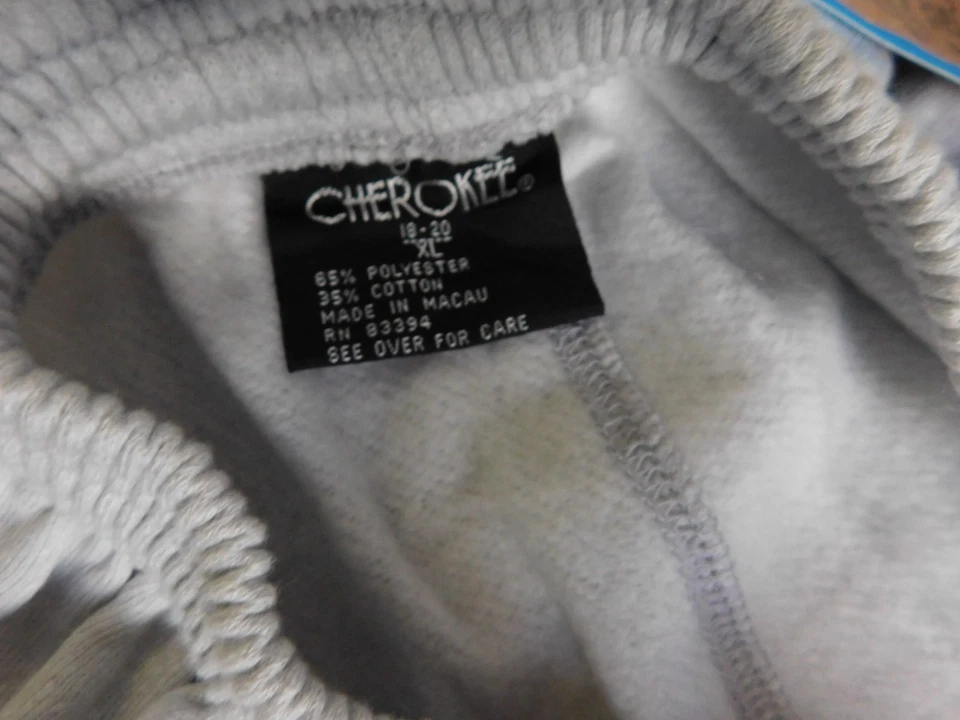 CHEROKEE®
18-20
"XL"
65% POLYESTER
35% COTTON
MADE IN MACAU
RN 83394
SEE OVER FOR CARE